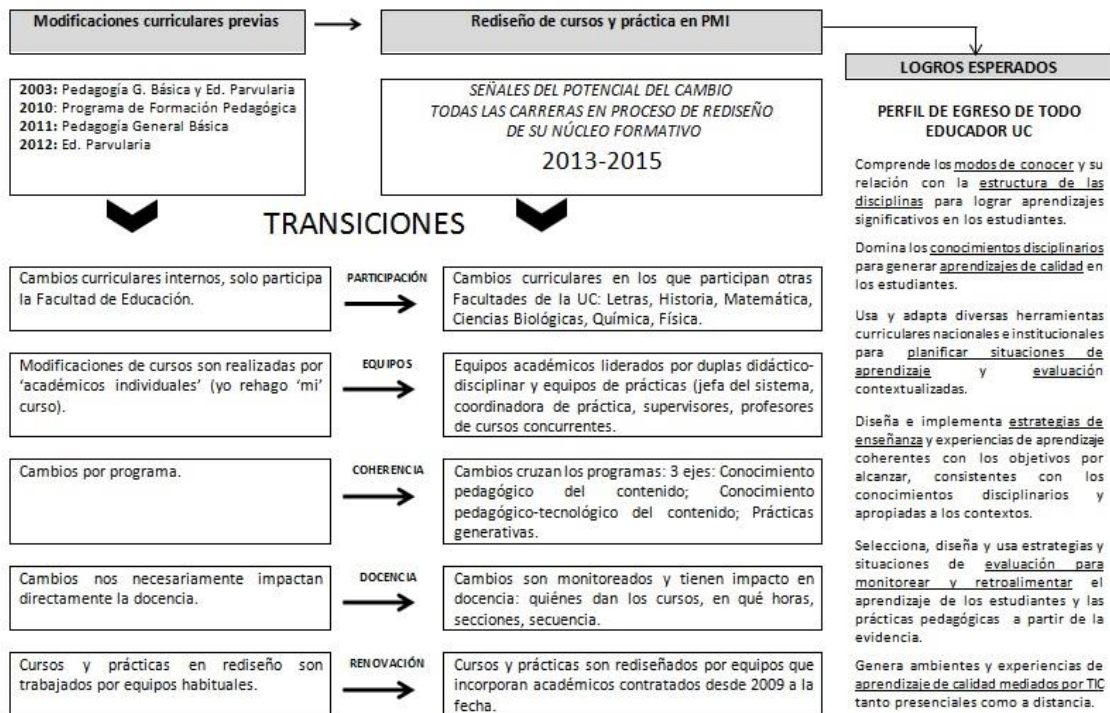 Modificaciones curriculares previas
Rediseño de cursos y práctica en PMI
2003: Pedagogía G. Básica y Ed. Parvularia
2010: Programa de Formación Pedagógica
2011: Pedagogía General Básica
2012: Ed. Parvularia
SEÑALES DEL POTENCIAL DEL CAMBIO
TODAS LAS CARRERAS EN PROCESO DE REDISEÑO
DE SU NÚCLEO FORMATIVO
2013-2015
TRANSICIONES
Cambios curriculares internos, solo participa
la Facultad de Educación.
PARTICIPACIÓN
Cambios curriculares en los que participan otras
Facultades de la UC: Letras, Historia, Matemática,
Ciencias Biológicas, Química, Física.
Modificaciones de cursos son realizadas por
‘académicos individuales’ (yo rehago ‘mi’
curso).
EQUIPOS
Equipos académicos liderados por duplas didáctico-
disciplinar y equipos de prácticas (jefa del sistema,
coordinadora de práctica, supervisores, profesores
de cursos concurrentes.
Cambios por programa.
COHERENCIA
Cambios cruzan los programas: 3 ejes: Conocimiento
pedagógico del contenido; Conocimiento
pedagógico-tecnológico del contenido; Prácticas
generativas.
Cambios nos necesariamente impactan
directamente la docencia.
DOCENCIA
Cambios son monitoreados y tienen impacto en
docencia: quiénes dan los cursos, en qué horas,
secciones, secuencia.
Cursos y prácticas en rediseño son
trabajados por equipos habituales.
RENOVACIÓN
Cursos y prácticas son rediseñados por equipos que
incorporan académicos contratados desde 2009 a la
fecha.
LOGROS ESPERADOS
PERFIL DE EGRESO DE TODO
EDUCADOR UC
Comprende los modos de conocer y su
relación con la estructura de las
disciplinas para lograr aprendizajes
significativos en los estudiantes.
Domina los conocimientos disciplinarios
para generar aprendizajes de calidad en
los estudiantes.
Usa y adapta diversas herramientas
curriculares nacionales e institucionales
para planificar situaciones de
aprendizaje y evaluación
contextualizadas.
Diseña e implementa estrategias de
enseñanza y experiencias de aprendizaje
coherentes con los objetivos por
alcanzar, consistentes con los
conocimientos disciplinarios y
apropiadas a los contextos.
Selecciona, diseña y usa estrategias y
situaciones de evaluación para
monitorear y retroalimentar el
aprendizaje de los estudiantes y las
prácticas pedagógicas a partir de la
evidencia.
Genera ambientes y experiencias de
aprendizaje de calidad mediados por TIC
tanto presenciales como a distancia.